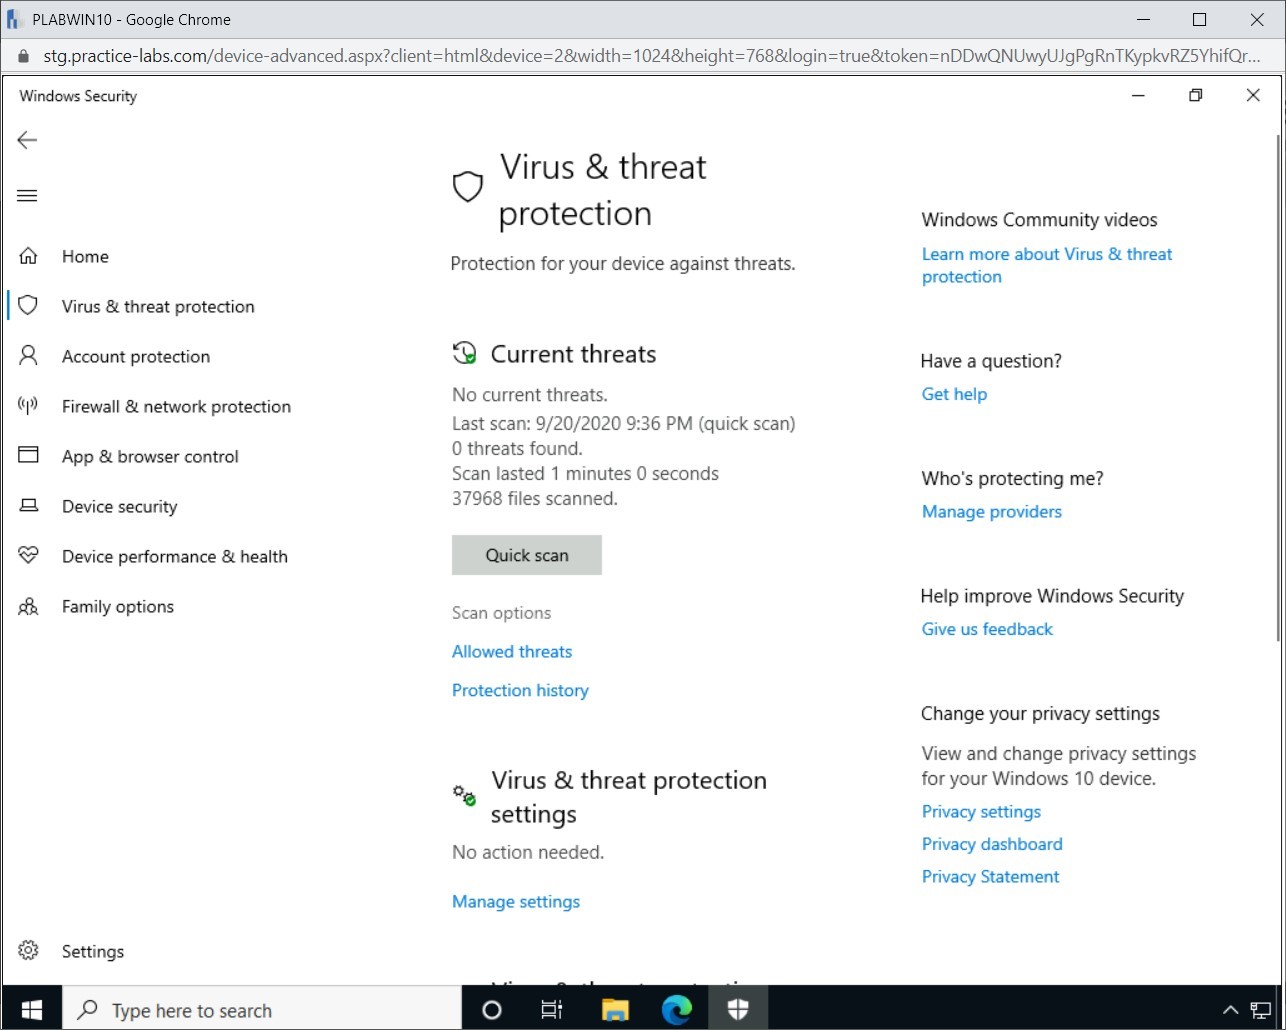 PLABWIN10 - Google Chrome
stg.practice-labs.com/device-advanced.aspx?client=html&device=2&width=1024&height=768&login=true&token=nDDwQNUwyUJgPgRnTKypkvRZ5YhifQr...
Windows Security
Home
Virus & threat protection
Account protection
Firewall & network protection
App & browser control
Device security
Device performance & health
Family options
Settings
Virus & threat
protection
Protection for your device against threats.
Current threats
No current threats.
Last scan: 9/20/2020 9:36 PM (quick scan)
0 threats found.
Scan lasted 1 minutes 0 seconds
37968 files scanned.
Quick scan
Scan options
Allowed threats
Protection history
Virus & threat protection
settings
No action needed.
Manage settings
Windows Community videos
Learn more about Virus & threat
protection
Have a question?
Get help
Who's protecting me?
Manage providers
Help improve Windows Security
Give us feedback
Change your privacy settings
View and change privacy settings
for your Windows 10 device.
Privacy settings
Privacy dashboard
Privacy Statement
Type here to search